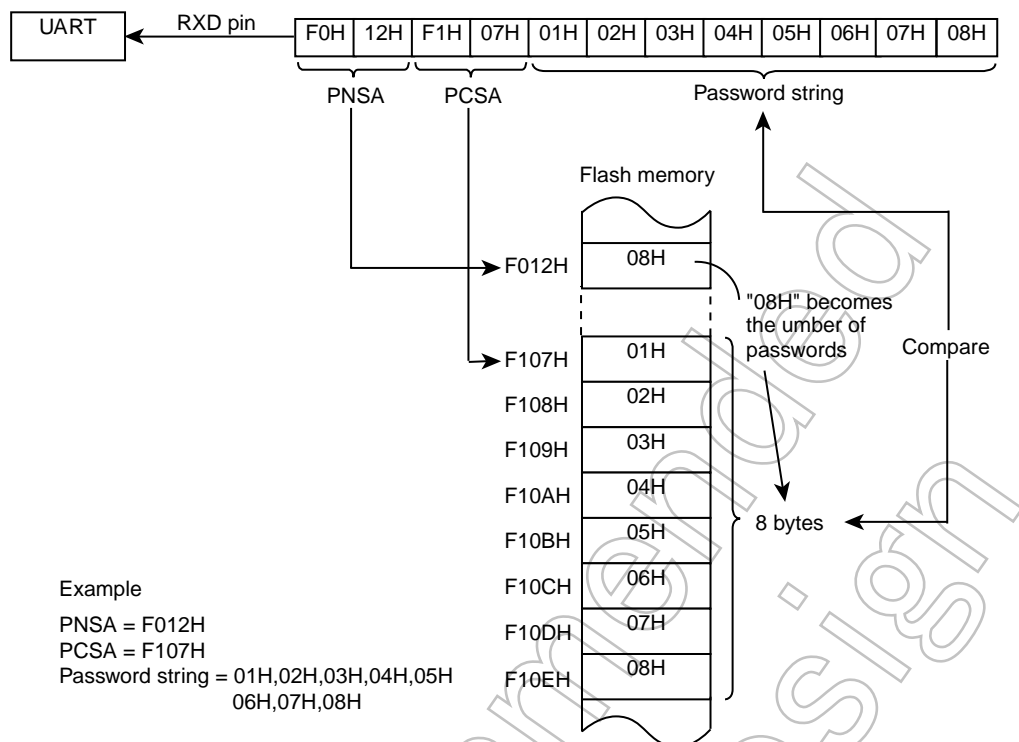 UART
RXD pin
F0H 12H F1H 07H 01H 02H 03H 04H 05H 06H 07H 08H
PNSA
PCSA
Password string
Flash memory
F012H
08H
"08H" becomes
the umber of
passwords
Compare
F107H
01H
F108H
02H
F109H
03H
F10AH
04H
F10BH
05H
8 bytes
F10CH
06H
F10DH
07H
F10EH
08H
Example
PNSA = F012H
PCSA = F107H
Password string = 01H,02H,03H,04H,05H
06H,07H,08H